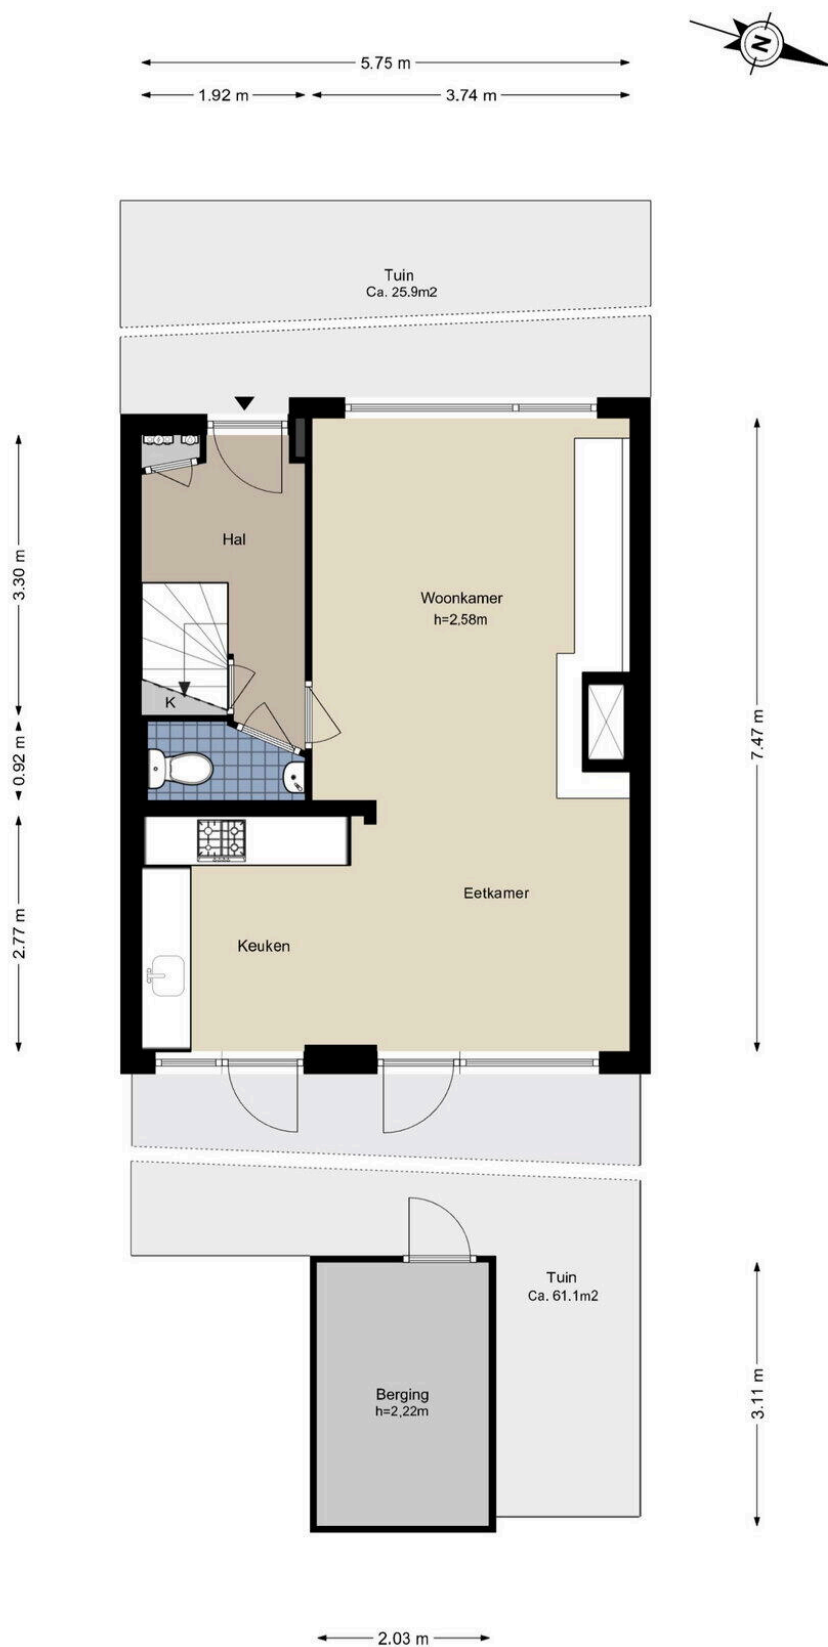 N
5.75 m
1.92 m
3.74 m
Tuin
Ca. 25.9m2
Hal
3.30 m
Woonkamer
h=2,58m
K
7.47 m
0.92 m
Eetkamer
2.77 m
Keuken
Tuin
Ca. 61.1m2
Berging
h=2,22m
3.11 m
2.03 m